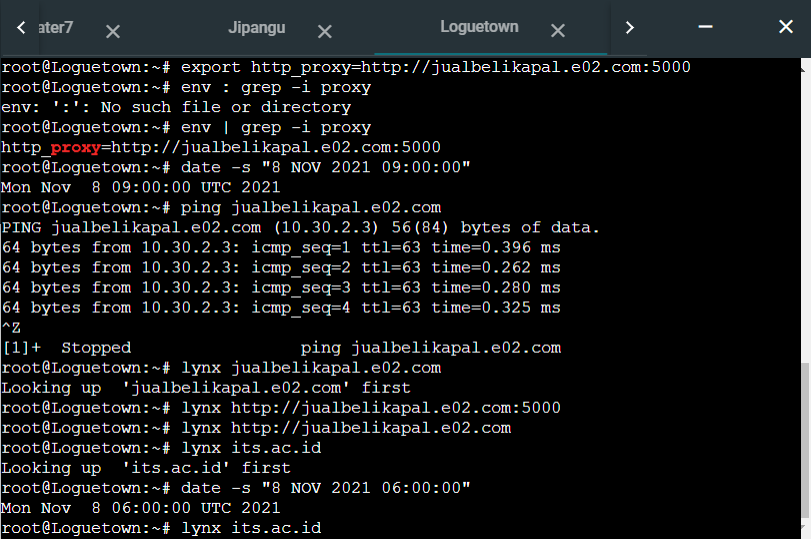 ater7
Jipangu
Loguetown
root@Loguetown:~# export http_proxy=http://jualbelikapal.e02.com:5000
root@Loguetown:~# env : grep -i proxy
env: ':': No such file or directory
root@Loguetown:~# env | grep -i proxy
http_proxy=http://jualbelikapal.e02.com:5000
root@Loguetown:~# date -s "8 NOV 2021 09:00:00"
Mon Nov  8 09:00:00 UTC 2021
root@Loguetown:~# ping jualbelikapal.e02.com
PING jualbelikapal.e02.com (10.30.2.3) 56(84) bytes of data.
64 bytes from 10.30.2.3: icmp_seq=1 ttl=63 time=0.396 ms
64 bytes from 10.30.2.3: icmp_seq=2 ttl=63 time=0.262 ms
64 bytes from 10.30.2.3: icmp_seq=3 ttl=63 time=0.280 ms
64 bytes from 10.30.2.3: icmp_seq=4 ttl=63 time=0.325 ms
^Z
[1]+  Stopped                 ping jualbelikapal.e02.com
root@Loguetown:~# lynx jualbelikapal.e02.com
Looking up  'jualbelikapal.e02.com' first
root@Loguetown:~# lynx http://jualbelikapal.e02.com:5000
root@Loguetown:~# lynx http://jualbelikapal.e02.com
root@Loguetown:~# lynx its.ac.id
Looking up  'its.ac.id' first
root@Loguetown:~# date -s "8 NOV 2021 06:00:00"
Mon Nov  8 06:00:00 UTC 2021
root@Loguetown:~# lynx its.ac.id